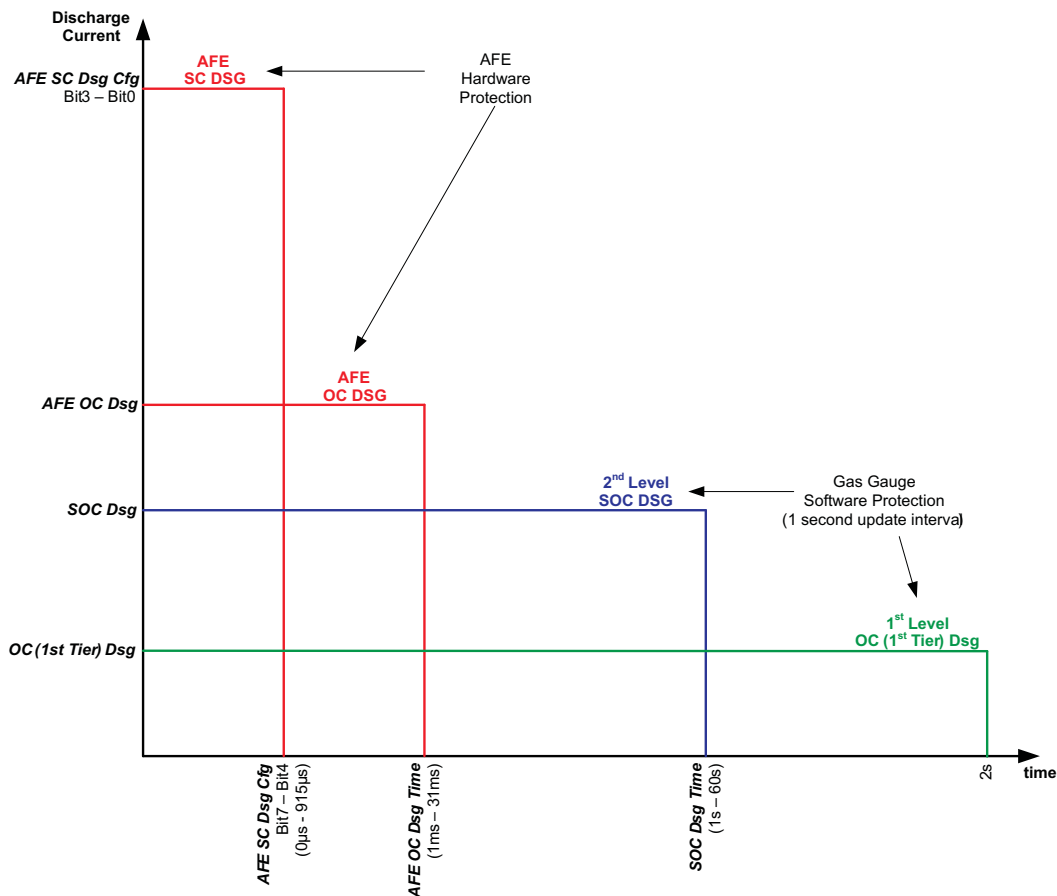 Discharge
Current
AFE SC Dsg Cfg
Bit3 – Bit0
AFE
SC DSG
AFE
Hardware
Protection
AFE
OC DSG
AFE OC Dsg
2nd Level
SOC DSG
Gas Gauge
Software Protection
(1 second update interval)
SOC Dsg
1st Level
OC (1st Tier) Dsg
OC (1st Tier) Dsg
time
AFE SC Dsg Cfg
Bit7 – Bit4
(0µs - 915µs)
AFE OC Dsg Time
(1ms – 31ms)
SOC Dsg Time
(1s – 60s)
2s